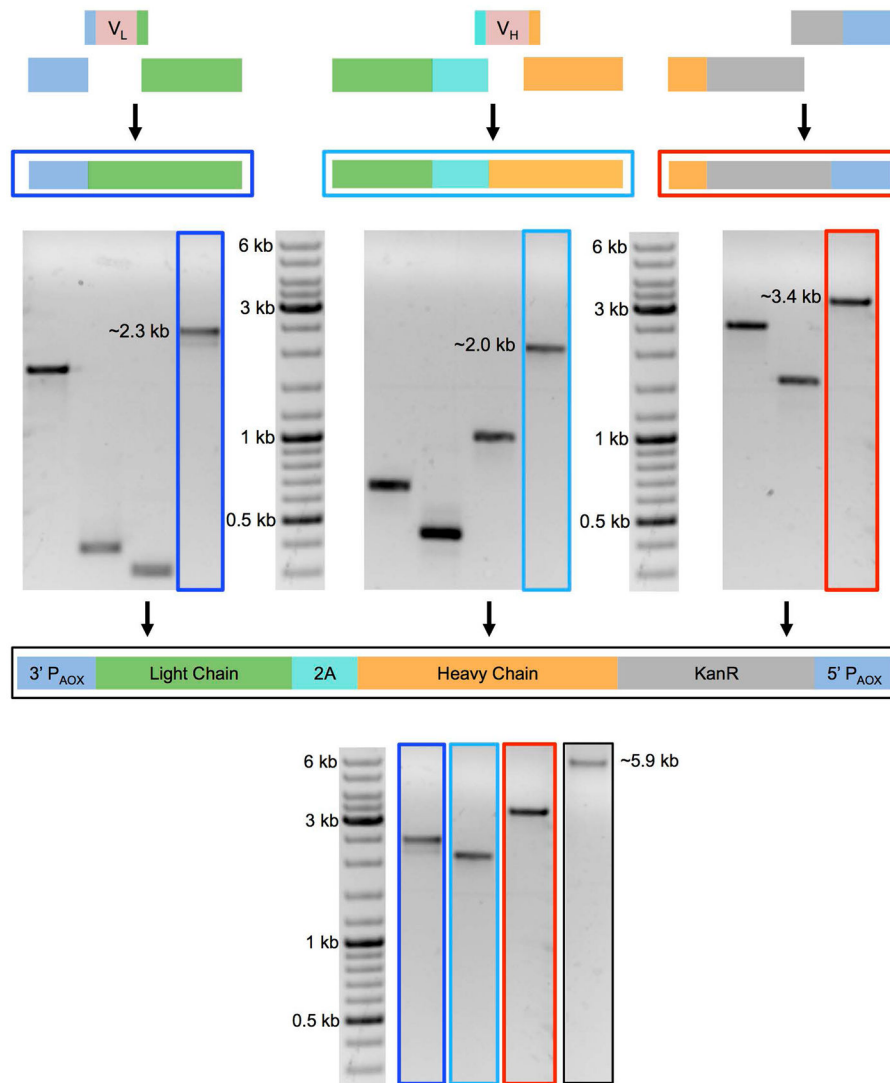 VL
VH
6 kb
3 kb
~2.3 kb
1 kb
0.5 kb
6 kb
3 kb
~2.0 kb
1 kb
0.5 kb
~3.4 kb
3' PAOX
Light Chain
2A
Heavy Chain
KanR
5' PAOX
6 kb
~5.9 kb
3 kb
1 kb
0.5 kb